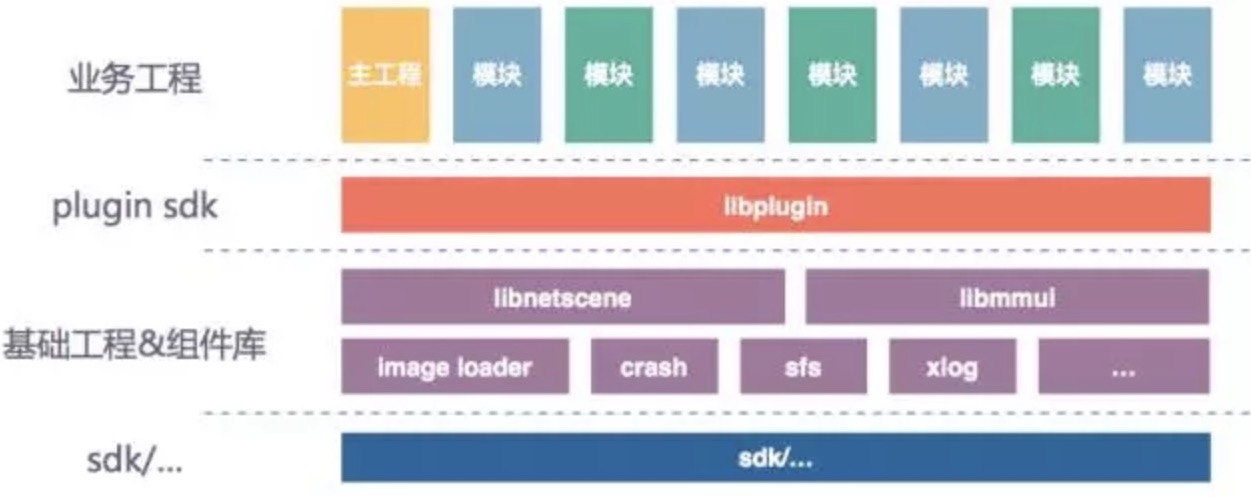 业务工程
主工程 模块 模块 模块 模块 模块 模块 模块
plugin sdk
libplugin
libnetscene libmmui
基础工程&组件库
image loader crash sfs xlog ...
sdk/...
sdk/...